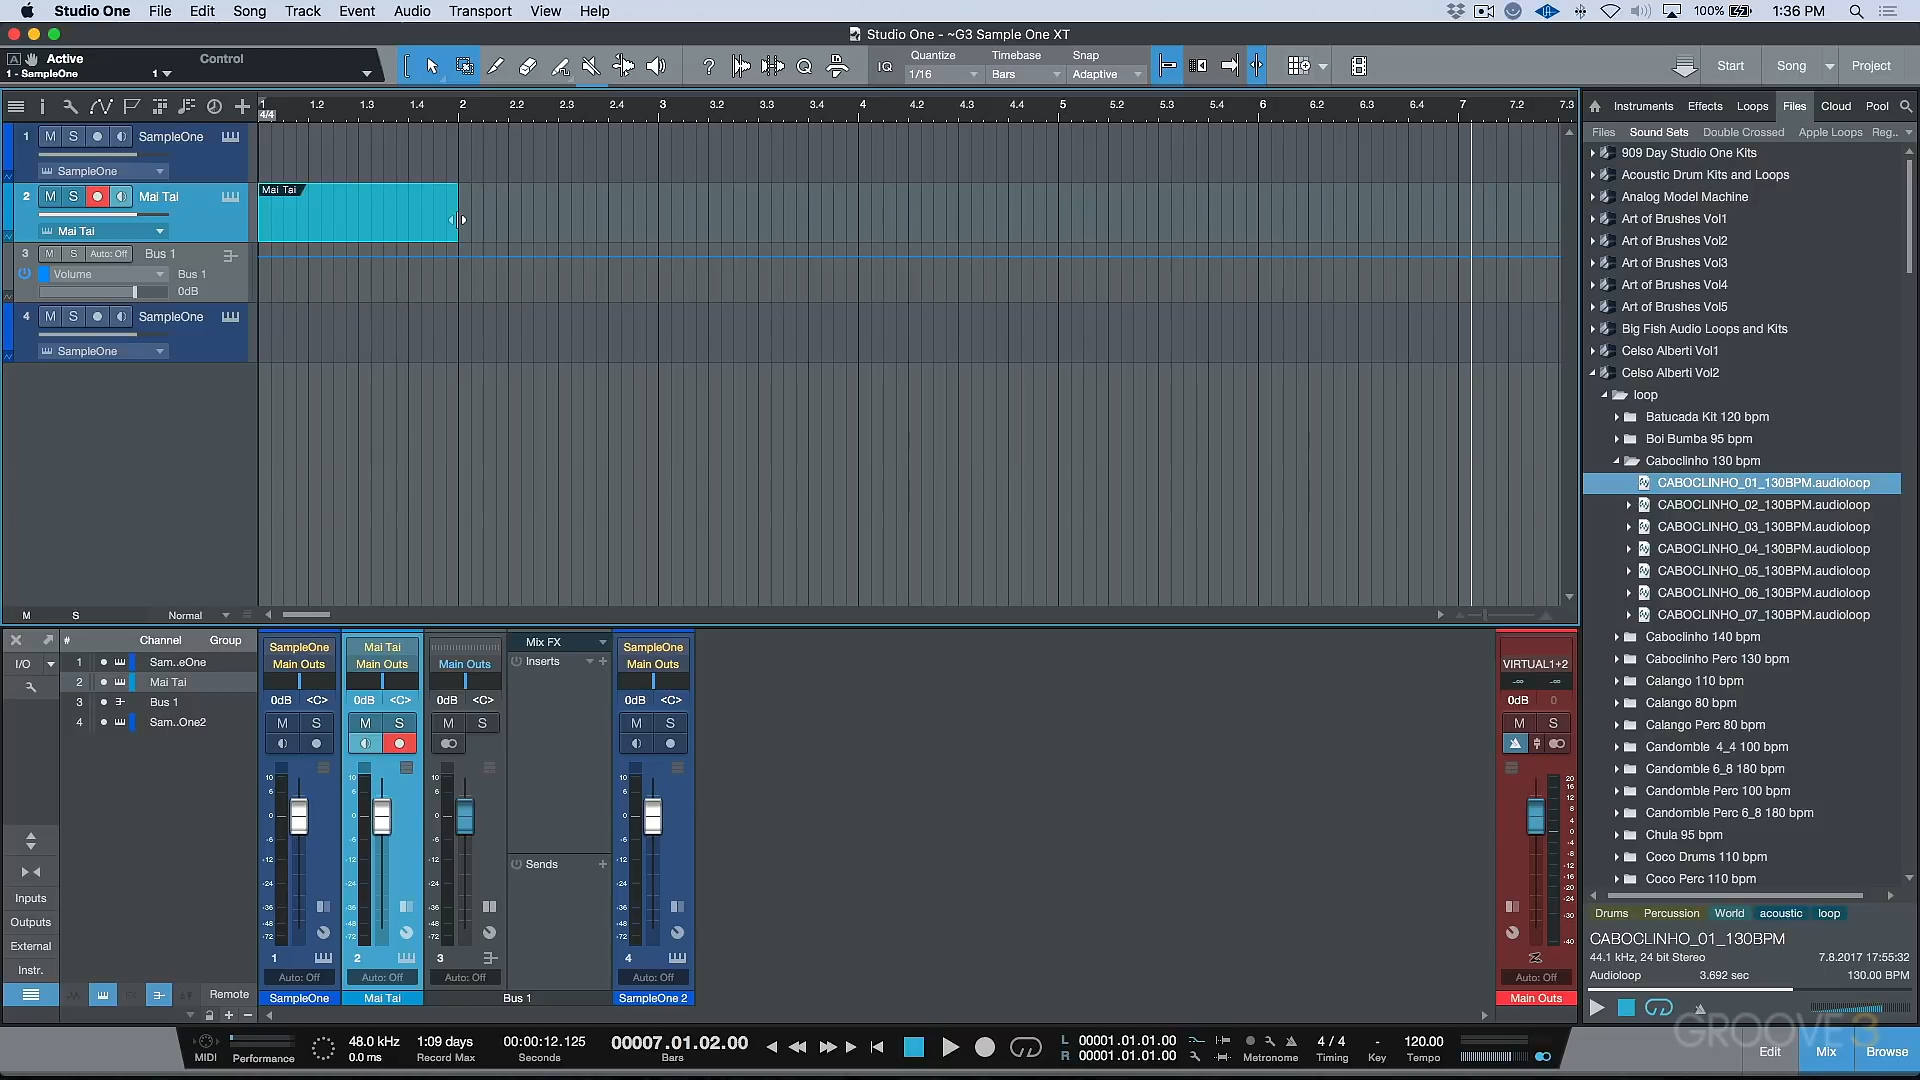 Studio One File Edit Song Track Event Audio Transport View Help 100% 1:36 PM
Studio One - ~G3 Sample One XT
A Active Control
1 - SampleOne 1
IQ Quantize Timebase Snap
1/16 Bars Adaptive
Start Song Project
1 1.2 1.3 1.4 2 2.2 2.3 2.4 3 3.2 3.3 3.4 4 4.2 4.3 4.4 5 5.2 5.3 5.4 6 6.2 6.3 6.4 7 7.2 7.3
4/4
1 M S SampleOne
SampleOne
2 M S Mai Tai
Mai Tai
Mai Tai
3 M S Auto: Off Bus 1
Volume Bus 1
0dB
4 M S SampleOne
SampleOne
M S Normal
Instruments Effects Loops Files Cloud Pool
Files Sound Sets Double Crossed Apple Loops Reg..
909 Day Studio One Kits
Acoustic Drum Kits and Loops
Analog Model Machine
Art of Brushes Vol1
Art of Brushes Vol2
Art of Brushes Vol3
Art of Brushes Vol4
Art of Brushes Vol5
Big Fish Audio Loops and Kits
Celso Alberti Vol1
Celso Alberti Vol2
loop
Batucada Kit 120 bpm
Boi Bumba 95 bpm
Caboclinho 130 bpm
CABOCLINHO_01_130BPM.audioloop
CABOCLINHO_02_130BPM.audioloop
CABOCLINHO_03_130BPM.audioloop
CABOCLINHO_04_130BPM.audioloop
CABOCLINHO_05_130BPM.audioloop
CABOCLINHO_06_130BPM.audioloop
CABOCLINHO_07_130BPM.audioloop
Caboclinho 140 bpm
Caboclinho Perc 130 bpm
Calango 110 bpm
Calango 80 bpm
Calango Perc 80 bpm
Candomble 4_4 100 bpm
Candomble 6_8 180 bpm
Candomble Perc 100 bpm
Candomble Perc 6_8 180 bpm
Chula 95 bpm
Coco Drums 110 bpm
Coco Perc 110 bpm
Drums Percussion World acoustic loop
CABOCLINHO_01_130BPM
44.1 kHz, 24 bit Stereo 7.8.2017 17:55:32
Audioloop 3.692 sec 130.00 BPM
# Channel Group
I/O
1 Sam..eOne
2 Mai Tai
3 Bus 1
4 Sam..One2
Inputs
Outputs
External
Instr.
Remote
SampleOne Mai Tai Mix FX SampleOne
Main Outs Main Outs Main Outs Inserts Main Outs VIRTUAL1+2
0dB <C> 0dB <C> 0dB <C> 0dB <C> 0dB 0
M S M S M S M S M S
Sends
1 2 3 4
Auto: Off Auto: Off Auto: Off Auto: Off Auto: Off
SampleOne Mai Tai Bus 1 SampleOne 2 Main Outs
MIDI Performance 48.0 kHz 1:09 days 00:00:12.125 00007.01.02.00 L 00001.01.01.00 4 / 4 - 120.00
0.0 ms Record Max Seconds Bars R 00001.01.01.00 Metronome Timing Key Tempo
Edit Mix Browse
GROOVE 3